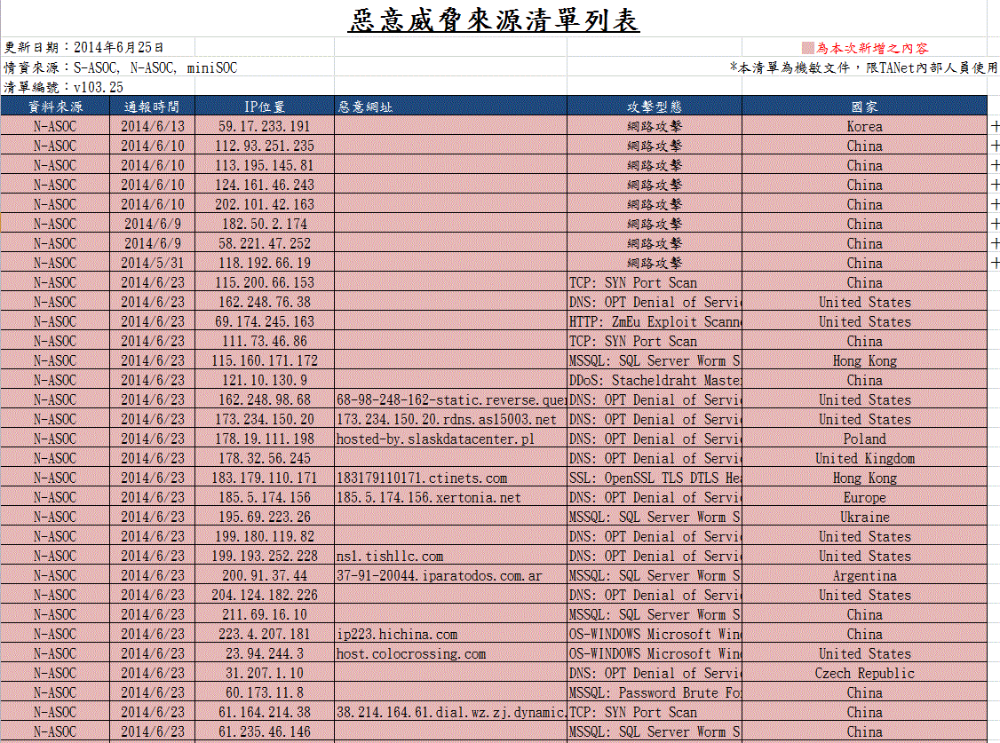 惡意威脅來源清單列表
更新日期：2014年6月25日
為本次新增之內容
情資來源：S-ASOC, N-ASOC, miniSOC
*本清單為機敏文件，限TANet內部人員使用
清單編號：v103.25
資料來源 通報時間 IP位置 惡意網址 攻擊型態 國家
N-ASOC 2014/6/13 59.17.233.191 網路攻擊 Korea
N-ASOC 2014/6/10 112.93.251.235 網路攻擊 China
N-ASOC 2014/6/10 113.195.145.81 網路攻擊 China
N-ASOC 2014/6/10 124.161.46.243 網路攻擊 China
N-ASOC 2014/6/10 202.101.42.163 網路攻擊 China
N-ASOC 2014/6/9 182.50.2.174 網路攻擊 China
N-ASOC 2014/6/9 58.221.47.252 網路攻擊 China
N-ASOC 2014/5/31 118.192.66.19 網路攻擊 China
N-ASOC 2014/6/23 115.200.66.153 TCP: SYN Port Scan China
N-ASOC 2014/6/23 162.248.76.38 DNS: OPT Denial of Servi United States
N-ASOC 2014/6/23 69.174.245.163 HTTP: ZmEu Exploit Scann United States
N-ASOC 2014/6/23 111.73.46.86 TCP: SYN Port Scan China
N-ASOC 2014/6/23 115.160.171.172 MSSQL: SQL Server Worm S Hong Kong
N-ASOC 2014/6/23 121.10.130.9 DDoS: Stacheldraht Maste China
N-ASOC 2014/6/23 162.248.98.68 68-98-248-162-static.reverse.que DNS: OPT Denial of Servi United States
N-ASOC 2014/6/23 173.234.150.20 173.234.150.20.rdns.as15003.net DNS: OPT Denial of Servi United States
N-ASOC 2014/6/23 178.19.111.198 hosted-by.slaskdatacenter.pl DNS: OPT Denial of Servi Poland
N-ASOC 2014/6/23 178.32.56.245 DNS: OPT Denial of Servi United Kingdom
N-ASOC 2014/6/23 183.179.110.171 183179110171.ctinets.com SSL: OpenSSL TLS DTLS He Hong Kong
N-ASOC 2014/6/23 185.5.174.156 185.5.174.156.xertonia.net DNS: OPT Denial of Servi Europe
N-ASOC 2014/6/23 195.69.223.26 MSSQL: SQL Server Worm S Ukraine
N-ASOC 2014/6/23 199.180.119.82 DNS: OPT Denial of Servi United States
N-ASOC 2014/6/23 199.193.252.228 ns1.tishllc.com DNS: OPT Denial of Servi United States
N-ASOC 2014/6/23 200.91.37.44 37-91-20044.iparatodos.com.ar MSSQL: SQL Server Worm S Argentina
N-ASOC 2014/6/23 204.124.182.226 DNS: OPT Denial of Servi United States
N-ASOC 2014/6/23 211.69.16.10 MSSQL: SQL Server Worm S China
N-ASOC 2014/6/23 223.4.207.181 ip223.hichina.com OS-WINDOWS Microsoft Win China
N-ASOC 2014/6/23 23.94.244.3 host.colocrossing.com OS-WINDOWS Microsoft Win United States
N-ASOC 2014/6/23 31.207.1.10 DNS: OPT Denial of Servi Czech Republic
N-ASOC 2014/6/23 60.173.11.8 MSSQL: Password Brute Fo China
N-ASOC 2014/6/23 61.164.214.38 38.214.164.61.dial.wz.zj.dynamic. TCP: SYN Port Scan China
N-ASOC 2014/6/23 61.235.46.146 MSSQL: SQL Server Worm S China